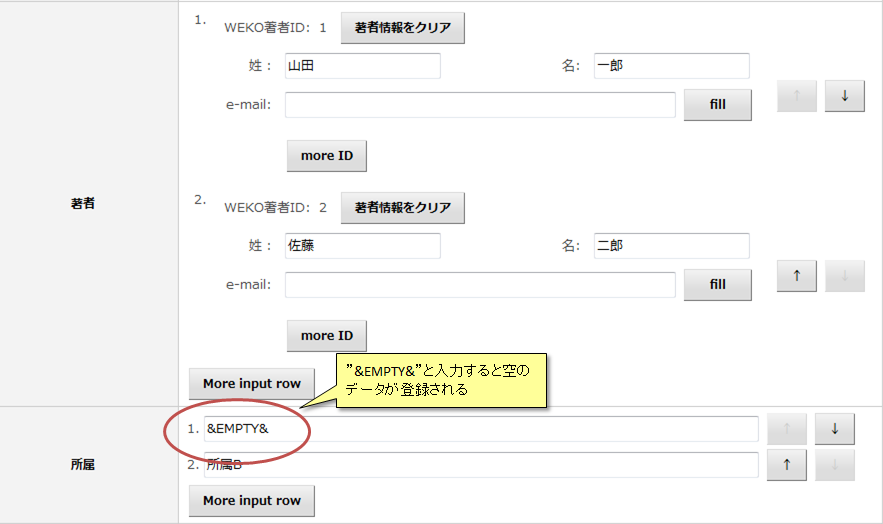 著者
1. WEKO著者ID: 1 著者情報をクリア
姓: 山田 名: 一郎
e-mail: fill ↑ ↓
more ID
2. WEKO著者ID: 2 著者情報をクリア
姓: 佐藤 名: 二郎
e-mail: fill ↑ ↓
more ID
More input row
”&EMPTY&”と入力すると空の
データが登録される
所属
1. &EMPTY& ↑ ↓
2. 所属B ↑ ↓
More input row